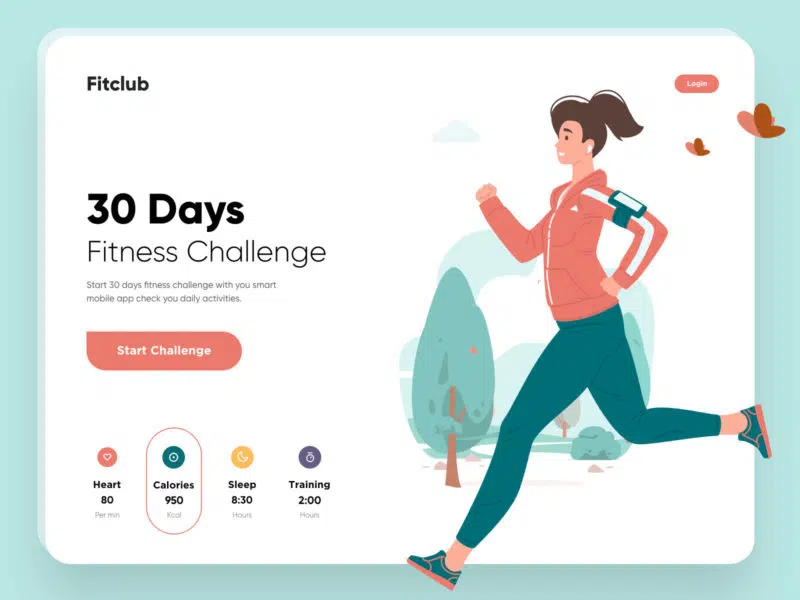 Fitclub
Login
30 Days
Fitness Challenge
Start 30 days fitness challenge with you smart
mobile app check you daily activities.
Start Challenge
Heart
80
Per min
Calories
950
Kcal
Sleep
8:30
Hours
Training
2:00
Hours